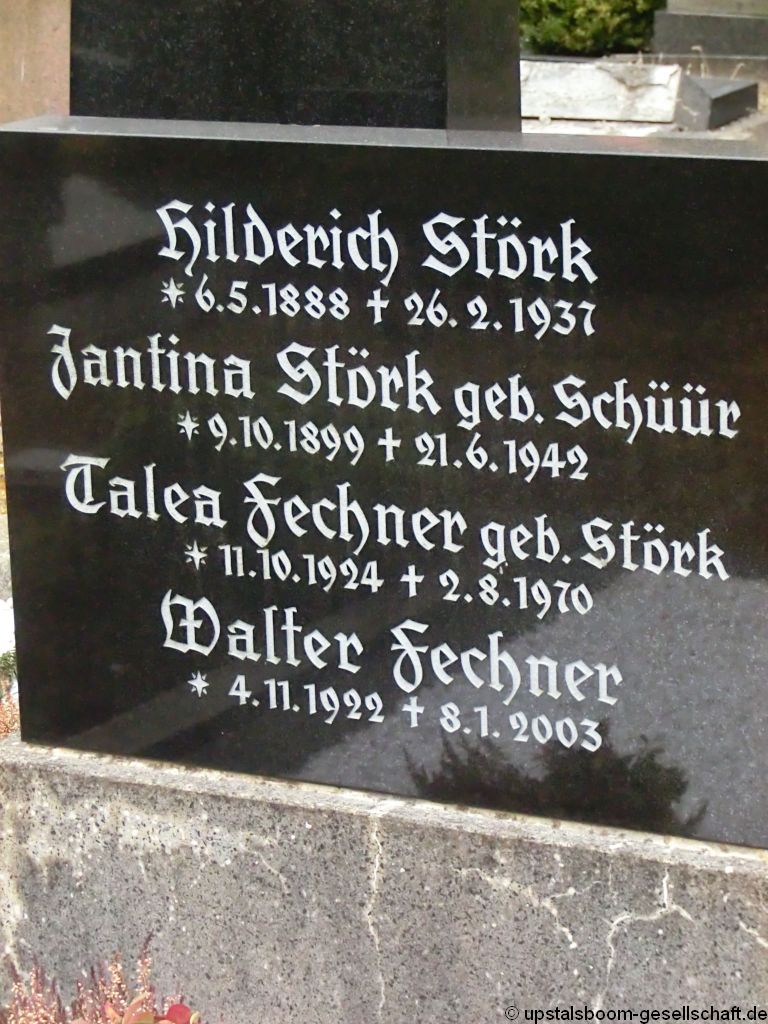 Hilderich Störk
* 6.5.1888 † 26.2.1937
Jantina Störk geb. Schüür
* 9.10.1899 † 21.6.1942
Talea Fechner geb. Störk
* 11.10.1924 † 2.8.1970
Walter Fechner
* 4.11.1922 † 8.1.2003
© upstalsboom-gesellschaft.de